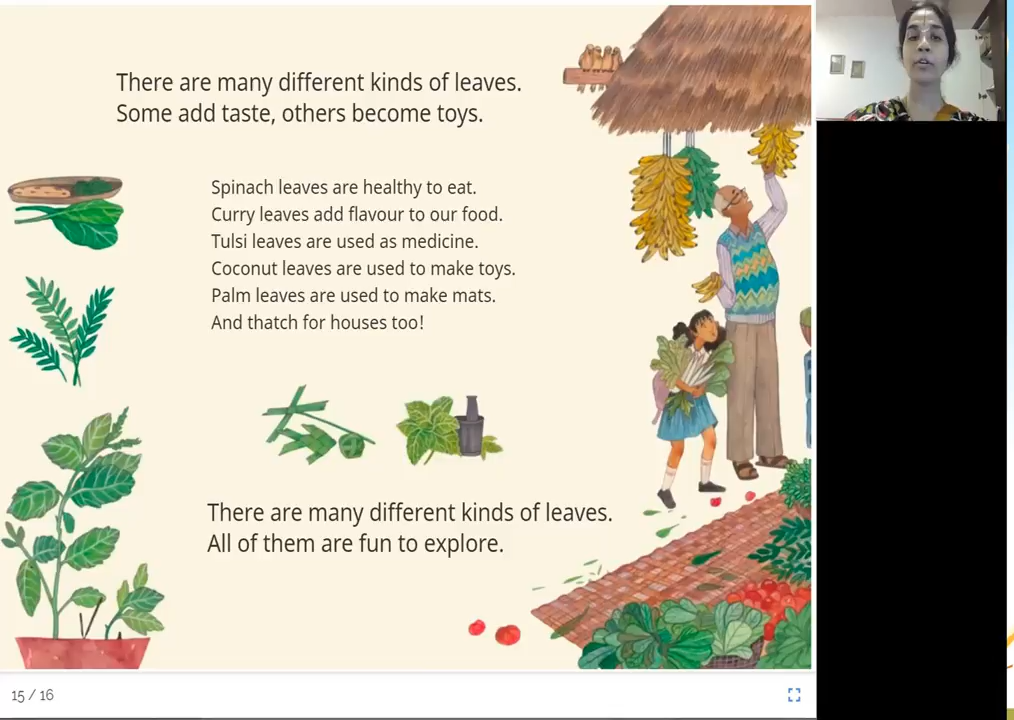 There are many different kinds of leaves.
Some add taste, others become toys.
Spinach leaves are healthy to eat.
Curry leaves add flavour to our food.
Tulsi leaves are used as medicine.
Coconut leaves are used to make toys.
Palm leaves are used to make mats.
And thatch for houses too!
There are many different kinds of leaves.
All of them are fun to explore.
15 / 16